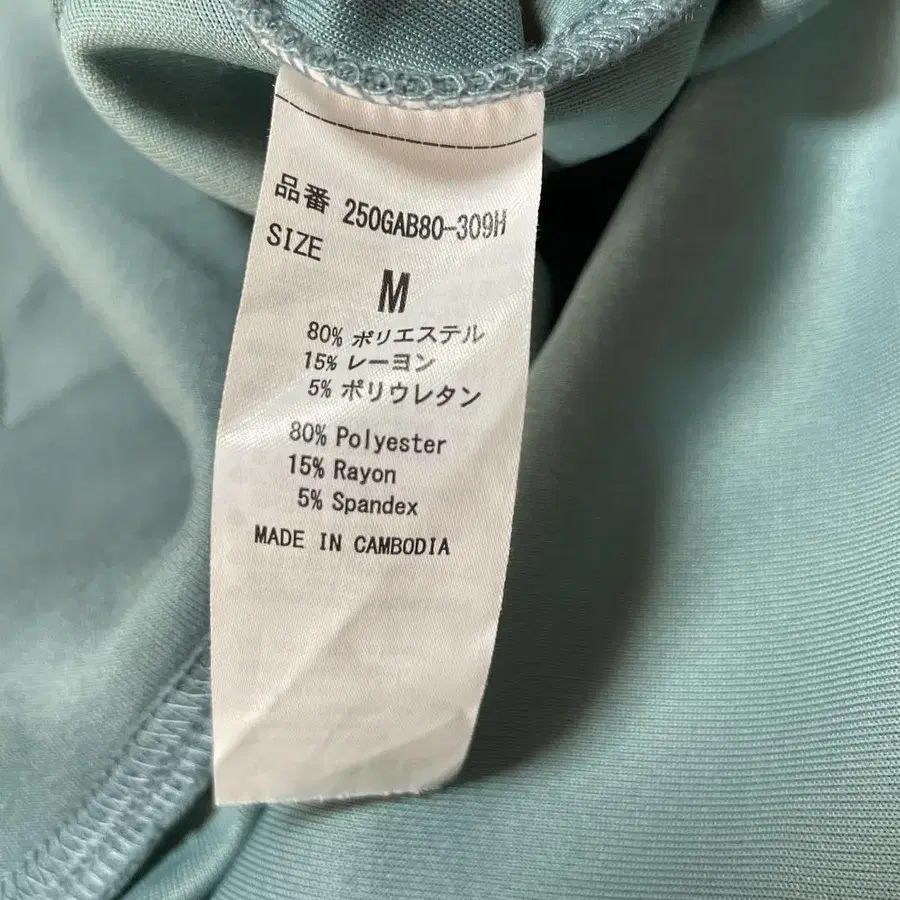 品番 250GAB80-309H
SIZE
M
80% ポリエステル
15% レーヨン
5% ポリウレタン
80% Polyester
15% Rayon
5% Spandex
MADE IN CAMBODIA